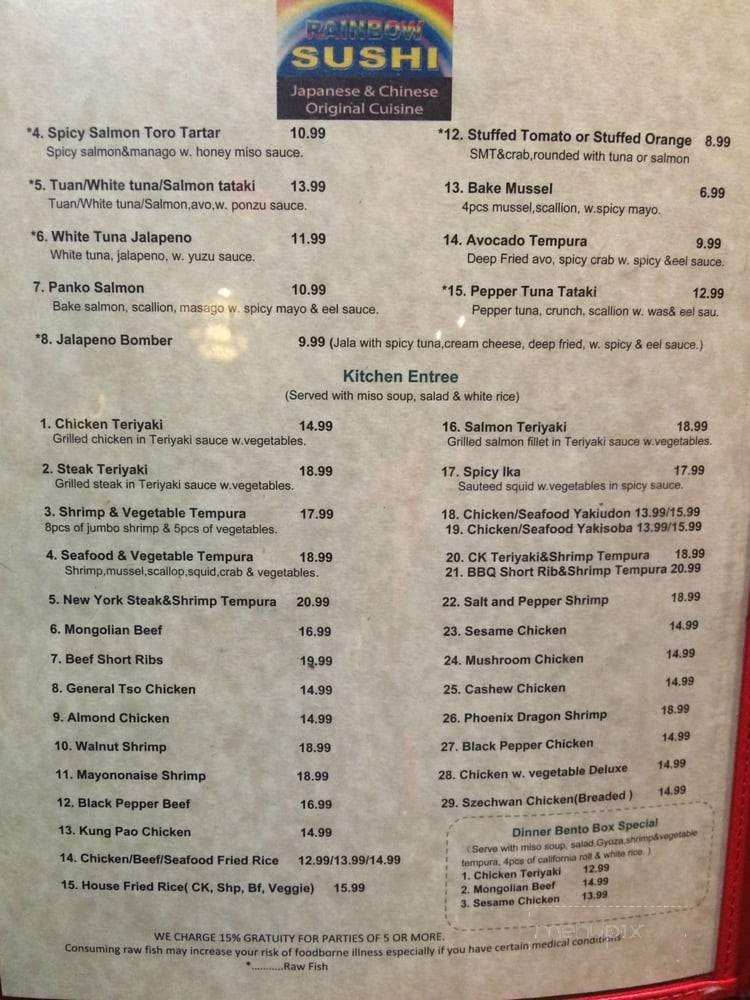 RAINBOW
SUSHI
Japanese & Chinese
Original Cuisine
*4. Spicy Salmon Toro Tartar 10.99
Spicy salmon&manago w. honey miso sauce.
*5. Tuan/White tuna/Salmon tataki 13.99
Tuan/White tuna/Salmon,avo,w. ponzu sauce.
*6. White Tuna Jalapeno 11.99
White tuna, jalapeno, w. yuzu sauce.
7. Panko Salmon 10.99
Bake salmon, scallion, masago w. spicy mayo & eel sauce.
*12. Stuffed Tomato or Stuffed Orange 8.99
SMT&crab,rounded with tuna or salmon
13. Bake Mussel 6.99
4pcs mussel,scallion, w.spicy mayo.
14. Avocado Tempura 9.99
Deep Fried avo, spicy crab w. spicy &eel sauce.
*15. Pepper Tuna Tataki 12.99
Pepper tuna, crunch, scallion w. was& eel sau.
*8. Jalapeno Bomber 9.99 (Jala with spicy tuna,cream cheese, deep fried, w. spicy & eel sauce.)
Kitchen Entree
(Served with miso soup, salad & white rice)
1. Chicken Teriyaki 14.99
Grilled chicken in Teriyaki sauce w.vegetables.
2. Steak Teriyaki 18.99
Grilled steak in Teriyaki sauce w.vegetables.
3. Shrimp & Vegetable Tempura 17.99
8pcs of jumbo shrimp & 5pcs of vegetables.
4. Seafood & Vegetable Tempura 18.99
Shrimp,mussel,scallop,squid,crab & vegetables.
5. New York Steak&Shrimp Tempura 20.99
6. Mongolian Beef 16.99
7. Beef Short Ribs 19.99
8. General Tso Chicken 14.99
9. Almond Chicken 14.99
10. Walnut Shrimp 18.99
11. Mayononaise Shrimp 18.99
12. Black Pepper Beef 16.99
13. Kung Pao Chicken 14.99
14. Chicken/Beef/Seafood Fried Rice 12.99/13.99/14.99
15. House Fried Rice( CK, Shp, Bf, Veggie) 15.99
16. Salmon Teriyaki 18.99
Grilled salmon fillet in Teriyaki sauce w.vegetables.
17. Spicy Ika 17.99
Sauteed squid w.vegetables in spicy sauce.
18. Chicken/Seafood Yakiudon 13.99/15.99
19. Chicken/Seafood Yakisoba 13.99/15.99
20. CK Teriyaki&Shrimp Tempura 18.99
21. BBQ Short Rib&Shrimp Tempura 20.99
22. Salt and Pepper Shrimp 18.99
23. Sesame Chicken 14.99
24. Mushroom Chicken 14.99
25. Cashew Chicken 14.99
26. Phoenix Dragon Shrimp 18.99
27. Black Pepper Chicken 14.99
28. Chicken w. vegetable Deluxe 14.99
29. Szechwan Chicken(Breaded ) 14.99
Dinner Bento Box Special
(Serve with miso soup, salad,Gyoza,shrimp&vegetable
tempura, 4pcs of california roll & white rice. )
1. Chicken Teriyaki 12.99
2. Mongolian Beef 14.99
3. Sesame Chicken 13.99
WE CHARGE 15% GRATUITY FOR PARTIES OF 5 OR MORE.
Consuming raw fish may increase your risk of foodborne illness especially if you have certain medical conditions
*...........Raw Fish
menupix